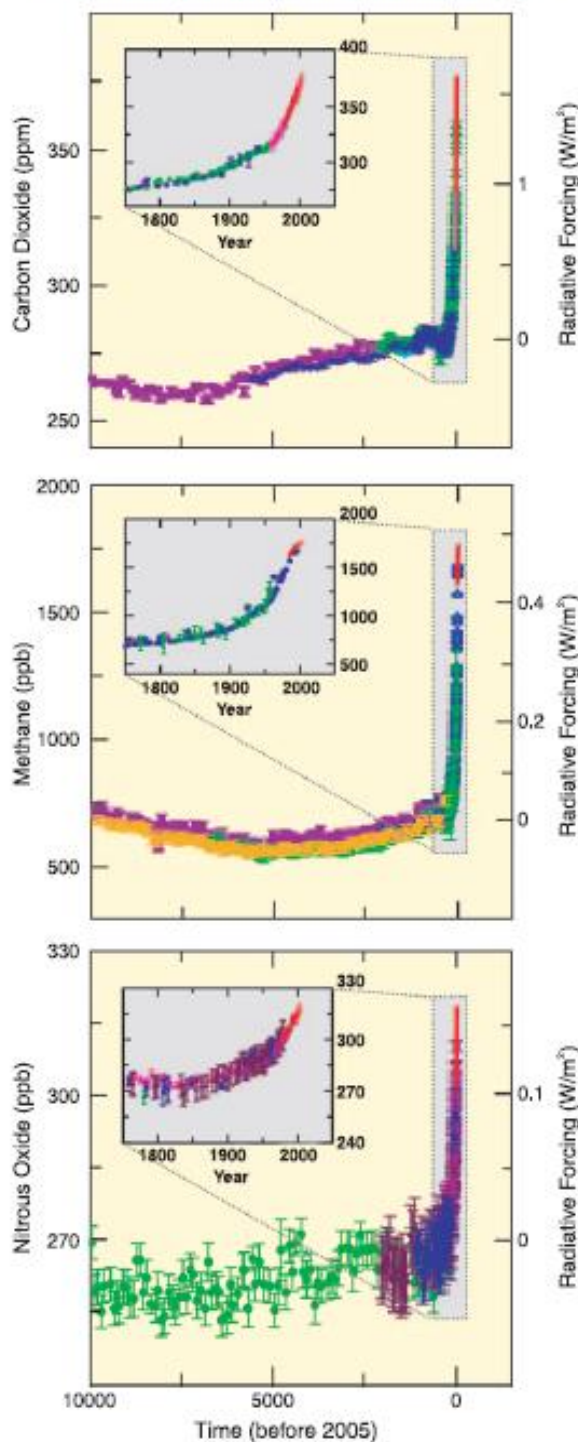 400
350
300
1800 1900 2000
Year
350
300
250
Carbon Dioxide (ppm)
1
0
Radiative Forcing (W/m²)
2000
1500
1000
500
1800 1900 2000
Year
2000
1500
1000
500
Methane (ppb)
0.4
0.2
0
Radiative Forcing (W/m²)
330
300
270
240
1800 1900 2000
Year
330
300
270
Nitrous Oxide (ppb)
0.1
0
Radiative Forcing (W/m²)
10000 5000 0
Time (before 2005)